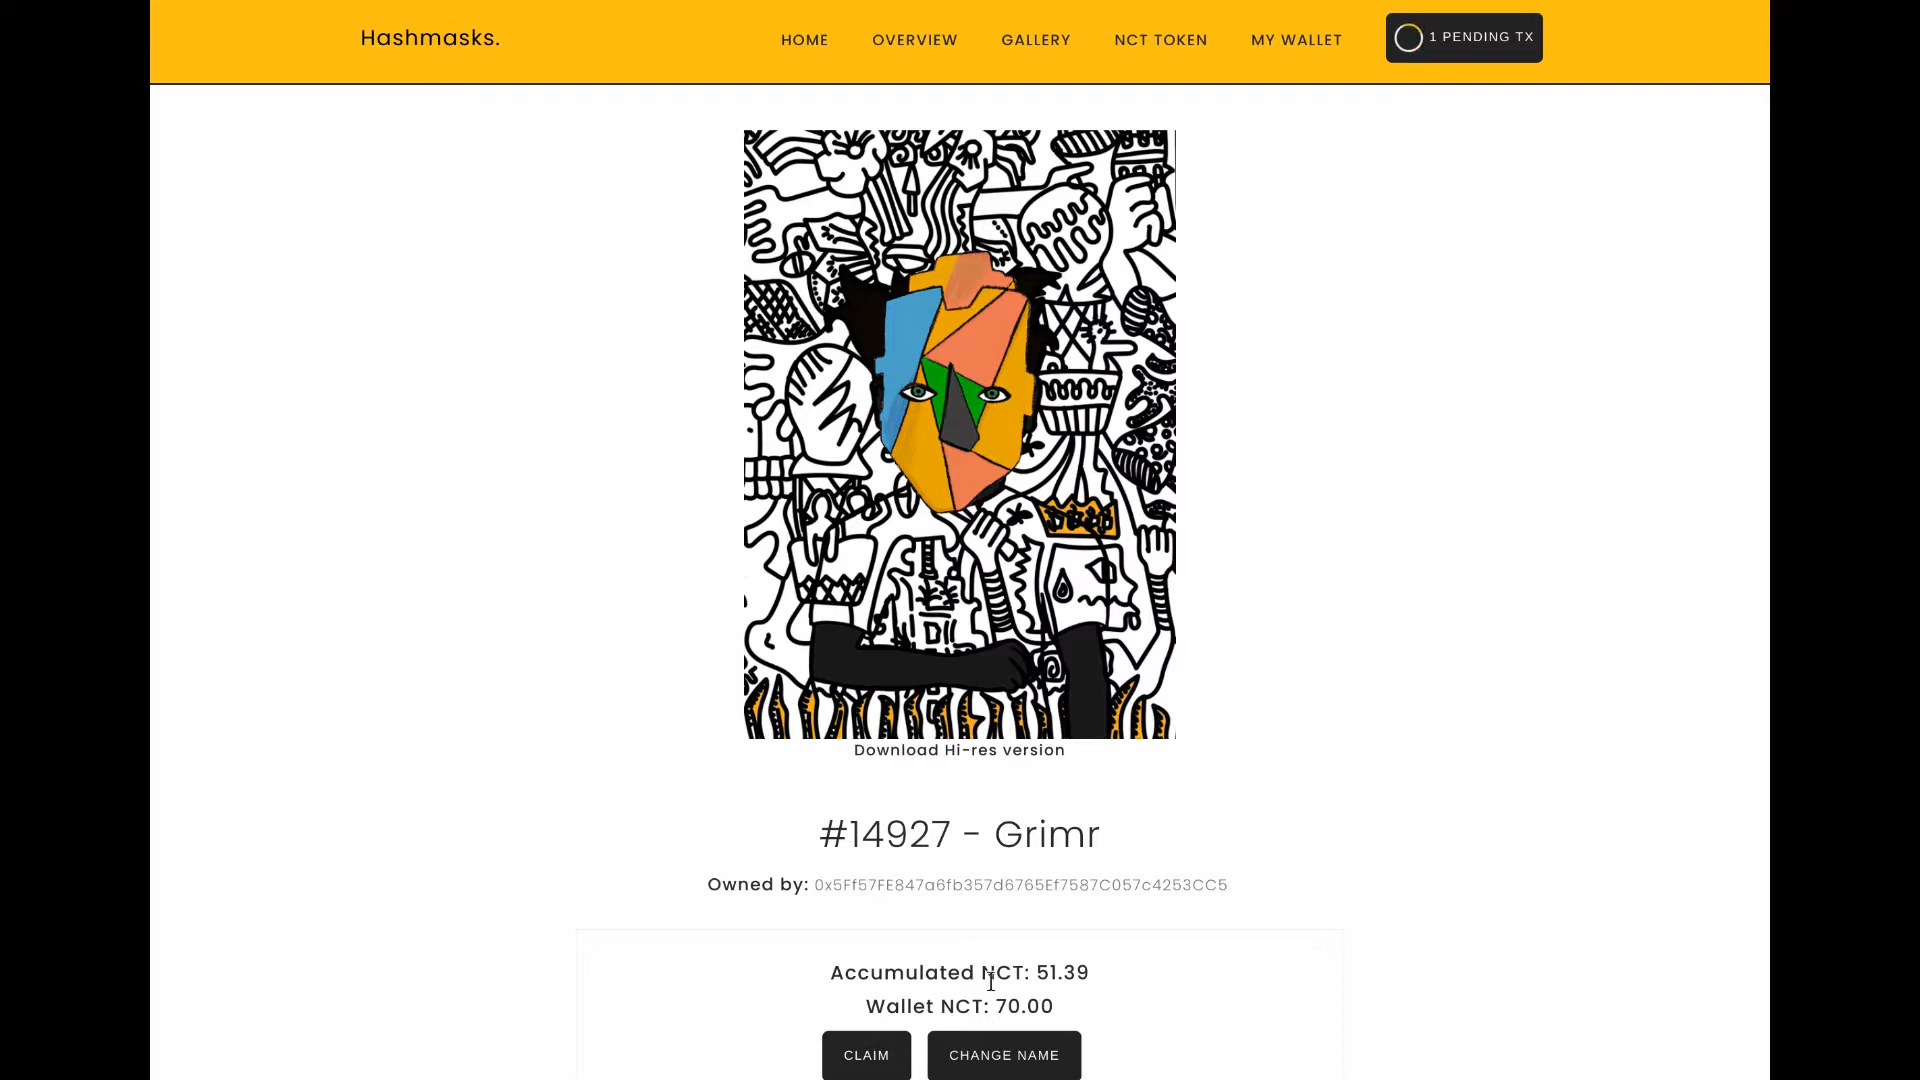 Hashmasks.
HOME OVERVIEW GALLERY NCT TOKEN MY WALLET 1 PENDING TX
Download Hi-res version
#14927 - Grimr
Owned by: 0x5Ff57FE847a6fb357d6765Ef7587C057c4253CC5
Accumulated NCT: 51.39
Wallet NCT: 70.00
CLAIM CHANGE NAME